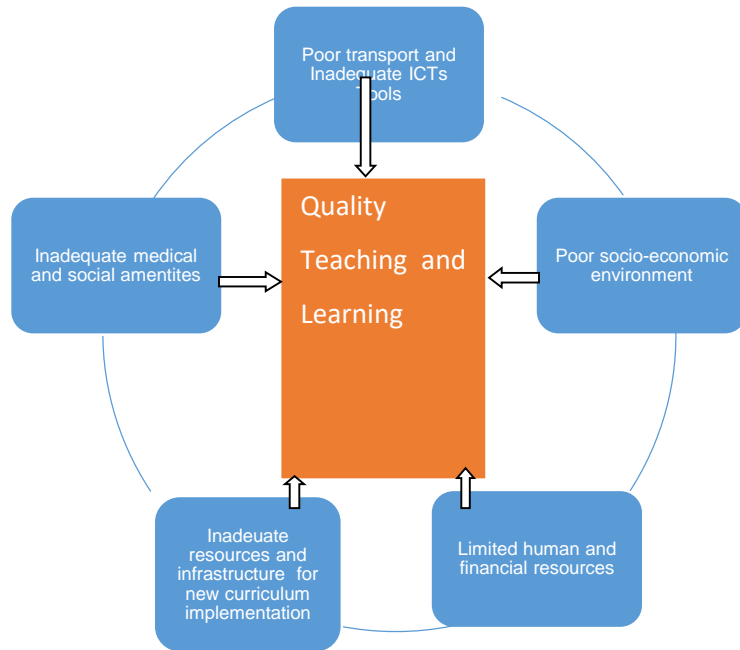 Poor transport and
Inadequate ICTs
Tools
Quality
Teaching and
Learning
Inadequate medical
and social amentites
Poor socio-economic
environment
Inadeuate
resources and
infrastructure for
new curriculum
implementation
Limited human and
financial resources